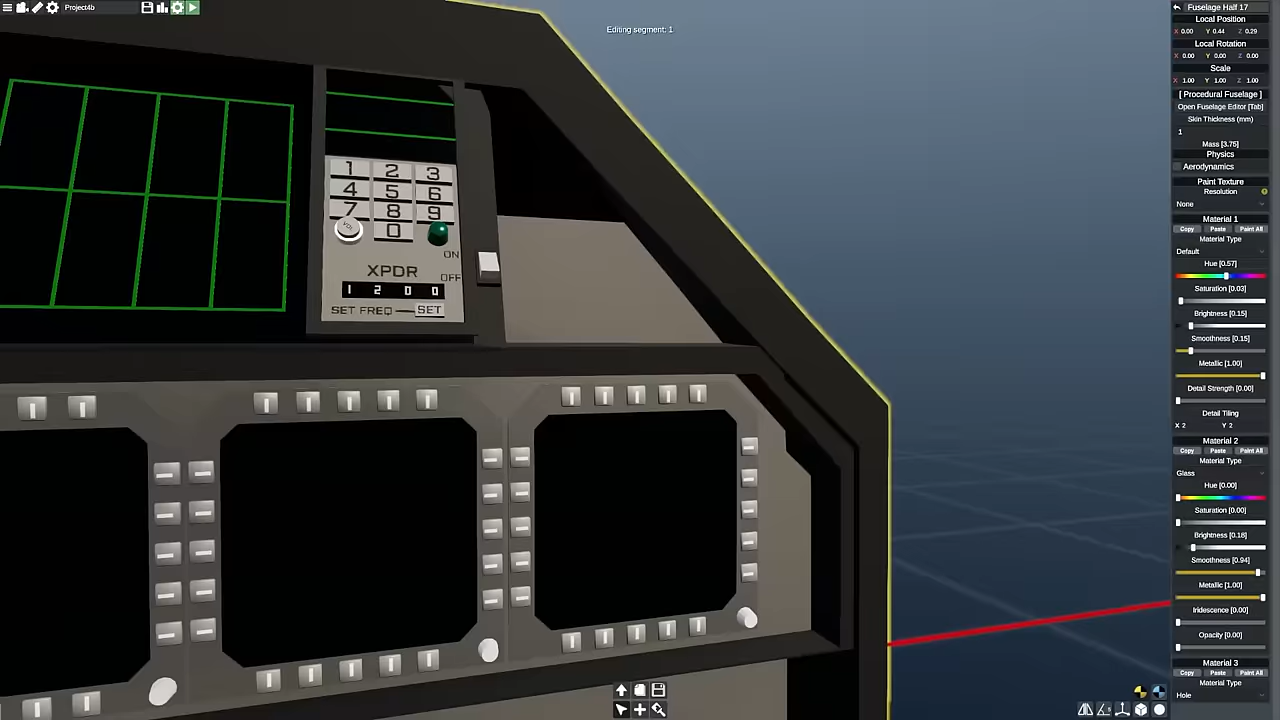 Project4b
Editing segment: 1
1 2 3
4 5 6
7 8 9
0
ON
XPDR
OFF
1 2 0 0
SET FREQ SET
Fuselage Half 17
Local Position
X 0.00 Y 0.44 Z 0.29
Local Rotation
X 0.00 Y 0.00 Z 0.00
Scale
X 1.00 Y 1.00 Z 1.00
[ Procedural Fuselage ]
Open Fuselage Editor [Tab]
Skin Thickness (mm)
1
Mass [3.75]
Physics
Aerodynamics
Paint Texture
Resolution
None
Material 1
Copy Paste Paint All
Material Type
Default
Hue [0.57]
Saturation [0.03]
Brightness [0.15]
Smoothness [0.15]
Metallic [1.00]
Detail Strength [0.00]
Detail Tiling
X 2 Y 2
Material 2
Copy Paste Paint All
Material Type
Glass
Hue [0.00]
Saturation [0.00]
Brightness [0.18]
Smoothness [0.94]
Metallic [1.00]
Iridescence [0.00]
Opacity [0.00]
Material 3
Copy Paste Paint All
Material Type
Hole